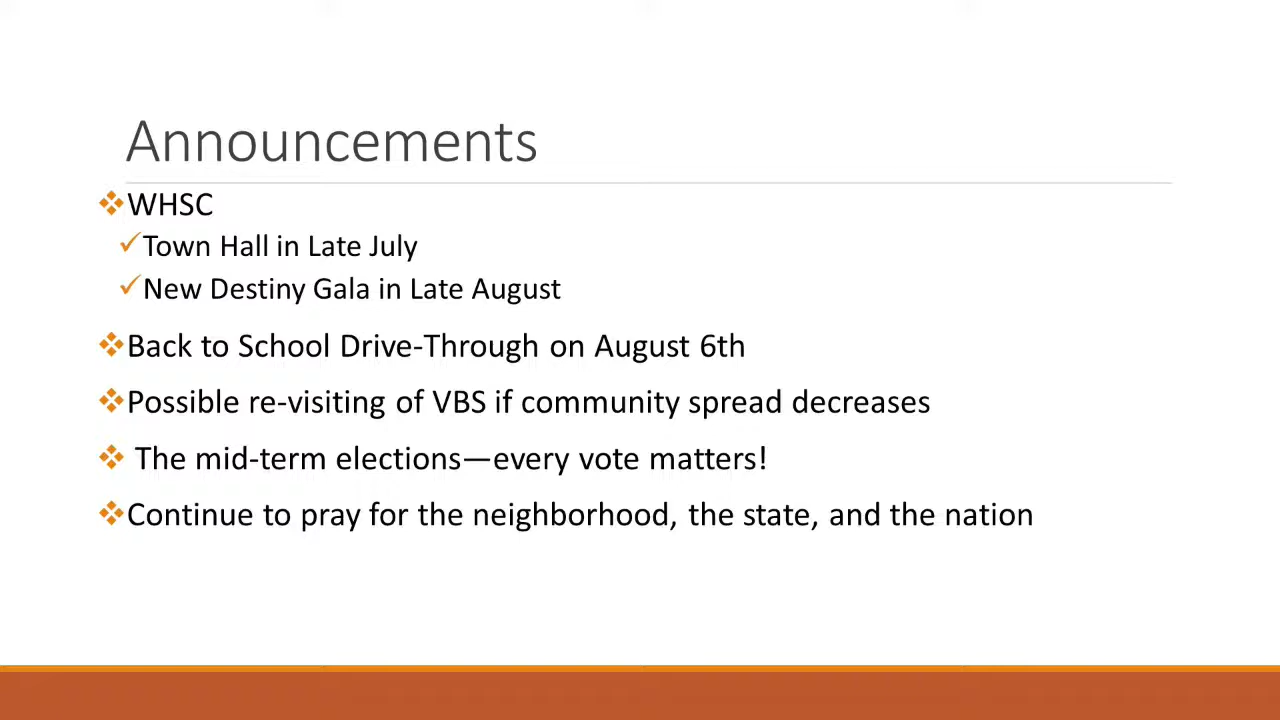 Announcements
WHSC
Town Hall in Late July
New Destiny Gala in Late August
Back to School Drive-Through on August 6th
Possible re-visiting of VBS if community spread decreases
The mid-term elections—every vote matters!
Continue to pray for the neighborhood, the state, and the nation